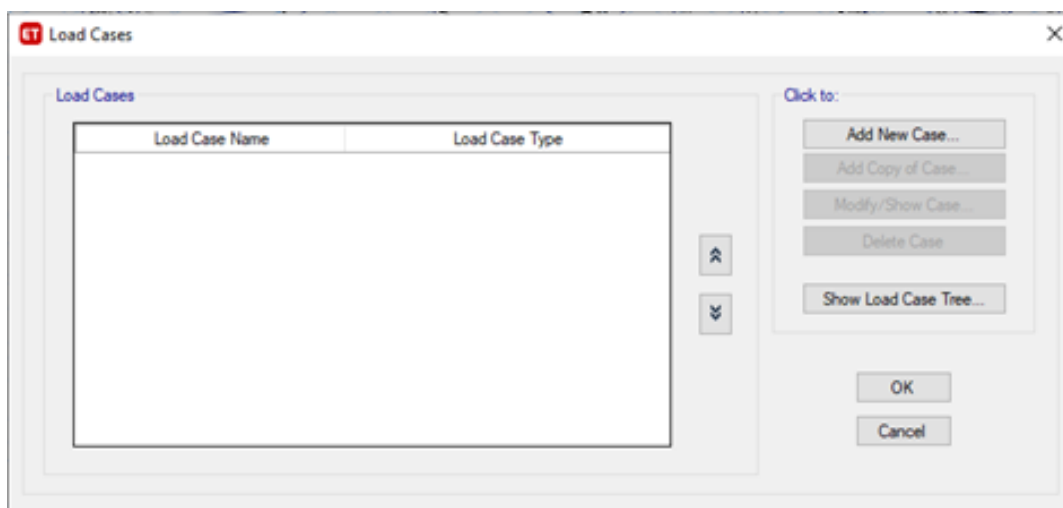 ET Load Cases
Load Cases
Load Case Name Load Case Type
Click to:
Add New Case...
Add Copy of Case...
Modify/Show Case...
Delete Case
Show Load Case Tree...
OK
Cancel